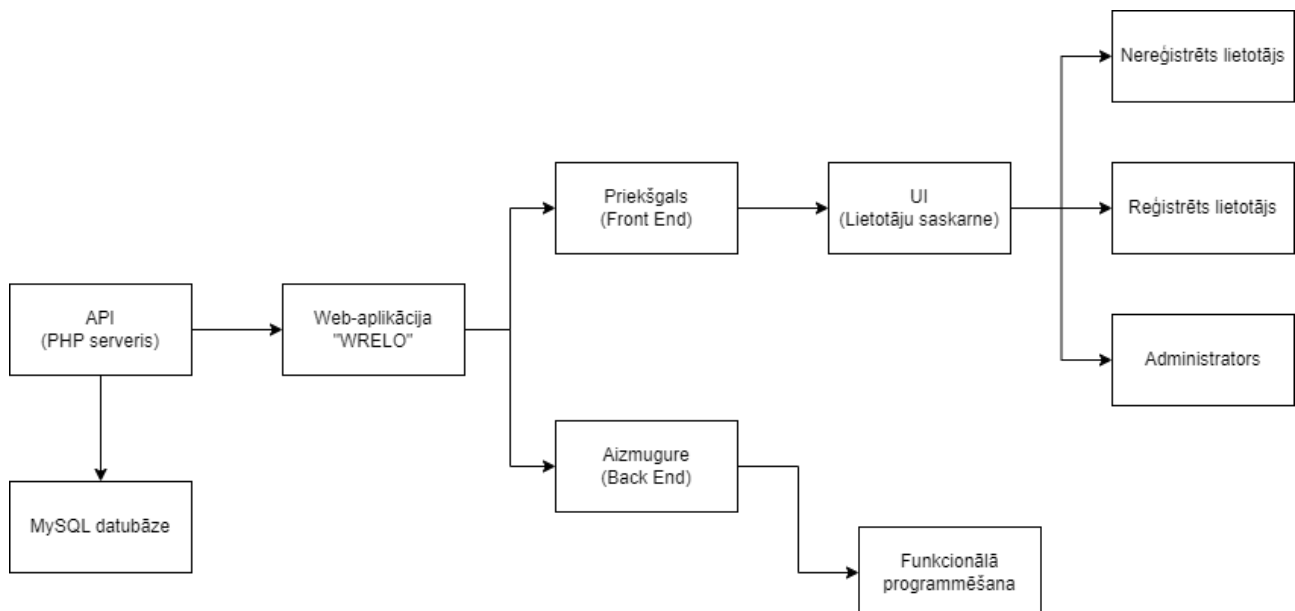 Nereģistrēts lietotājs
Priekšgals
(Front End)
UI
(Lietotāju saskarne)
Reģistrēts lietotājs
API
(PHP serveris)
Web-aplikācija
"WRELO"
Administrators
Aizmugure
(Back End)
MySQL datubāze
Funkcionālā
programmēšana